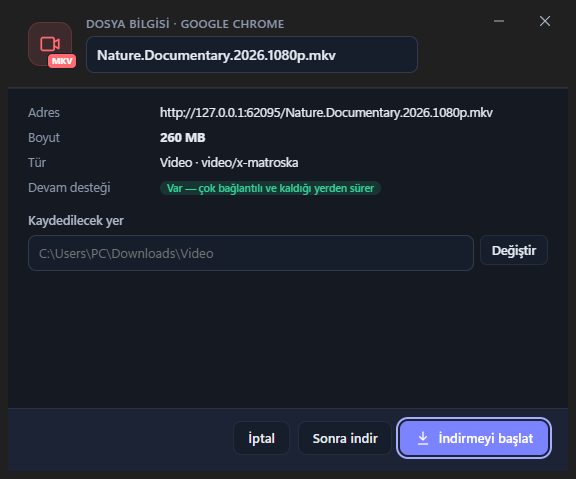 DOSYA BİLGİSİ · GOOGLE CHROME
MKV
Nature.Documentary.2026.1080p.mkv
Adres http://127.0.0.1:62095/Nature.Documentary.2026.1080p.mkv
Boyut 260 MB
Tür Video · video/x-matroska
Devam desteği Var — çok bağlantılı ve kaldığı yerden sürer
Kaydedilecek yer
C:\Users\PC\Downloads\Video Değiştir
İptal Sonra indir İndirmeyi başlat